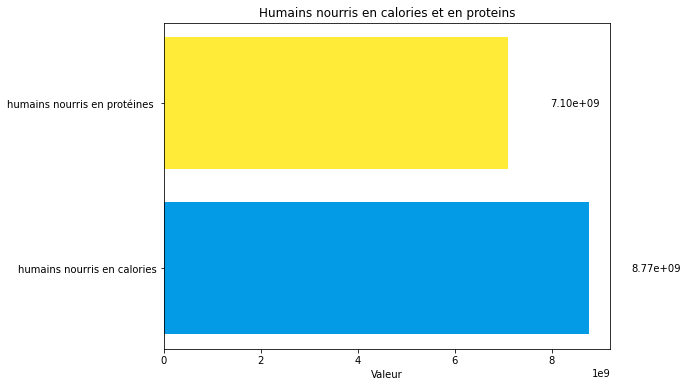 Humains nourris en calories et en proteins
humains nourris en protéines
7.10e+09
humains nourris en calories
8.77e+09
0 2 4 6 8
1e9
Valeur